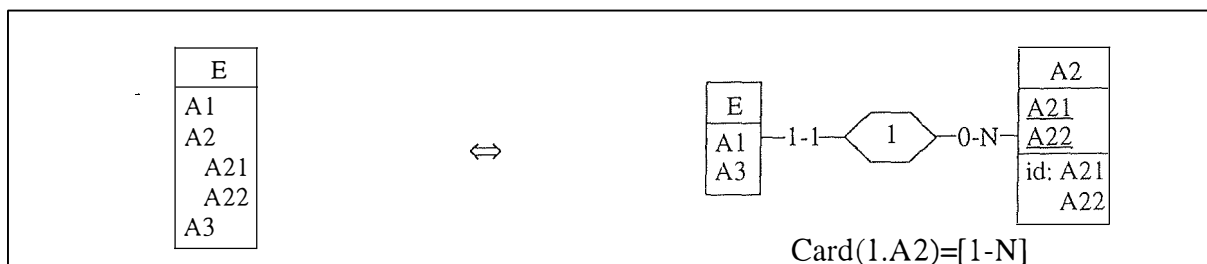 E
A1
A2
A21
A22
A3
⇔
E
A1
A3
1-1
1
0-N
A2
A21
A22
id: A21
A22
Card(1.A2)=[1-N]